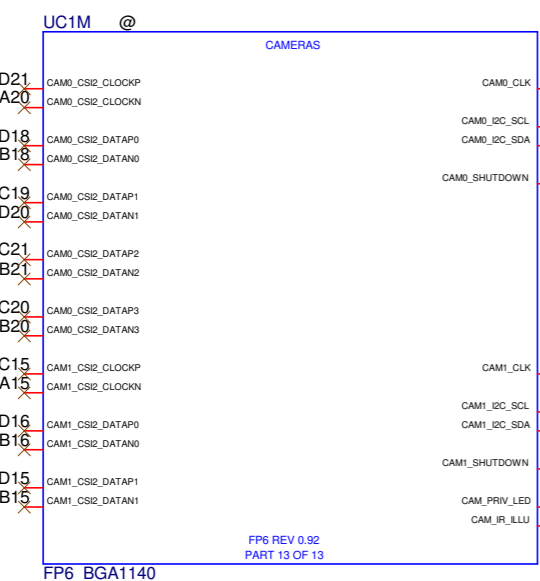 UC1M @
CAMERAS
D21 CAM0_CSI2_CLOCKP CAM0_CLK
A20 CAM0_CSI2_CLOCKN
CAM0_I2C_SCL
D18 CAM0_CSI2_DATAP0 CAM0_I2C_SDA
B18 CAM0_CSI2_DATAN0
CAM0_SHUTDOWN
C19 CAM0_CSI2_DATAP1
D20 CAM0_CSI2_DATAN1
C21 CAM0_CSI2_DATAP2
B21 CAM0_CSI2_DATAN2
C20 CAM0_CSI2_DATAP3
B20 CAM0_CSI2_DATAN3
C15 CAM1_CSI2_CLOCKP CAM1_CLK
A15 CAM1_CSI2_CLOCKN
CAM1_I2C_SCL
D16 CAM1_CSI2_DATAP0 CAM1_I2C_SDA
B16 CAM1_CSI2_DATAN0
CAM1_SHUTDOWN
D15 CAM1_CSI2_DATAP1
B15 CAM1_CSI2_DATAN1 CAM_PRIV_LED
CAM_IR_ILLU
FP6 REV 0.92
PART 13 OF 13
FP6_BGA1140